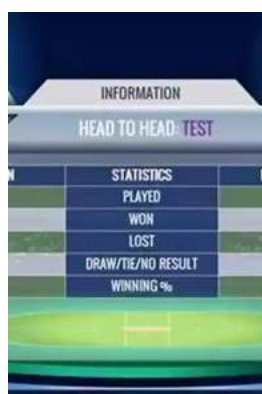 INFORMATION
HEAD TO HEAD: TEST
STATISTICS
PLAYED
WON
LOST
DRAW/TIE/NO RESULT
WINNING %